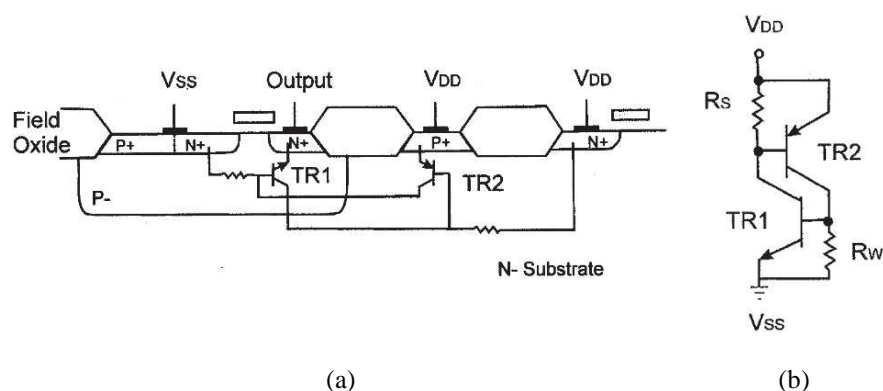 VSS Output VDD VDD
Field
Oxide
P+ N+ N+ P+ N+
TR1 TR2
P-
N- Substrate
(a)
VDD
RS
TR2
TR1
RW
VSS
(b)